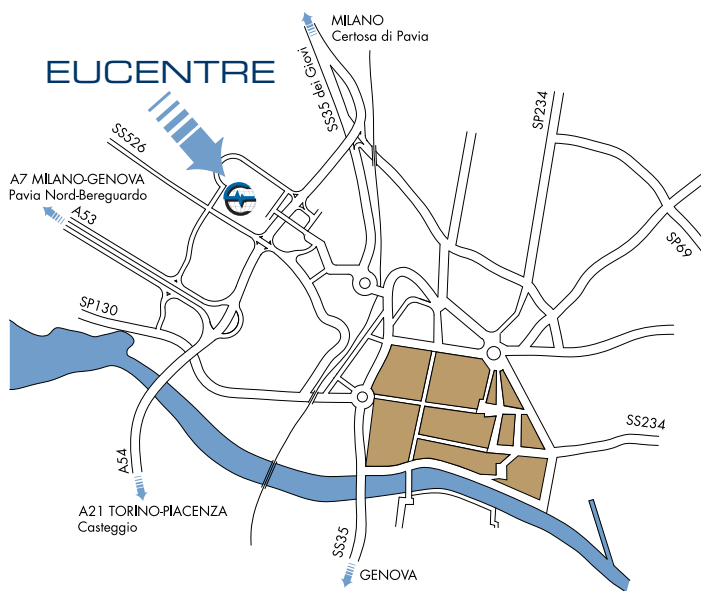 MILANO
Certosa di Pavia
EUCENTRE
SS35 dei Giovi
SP234
SS526
A7 MILANO-GENOVA
Pavia Nord-Bereguardo
A53
SP69
SP130
SS234
A54
A21 TORINO-PIACENZA
Casteggio
SS35
GENOVA